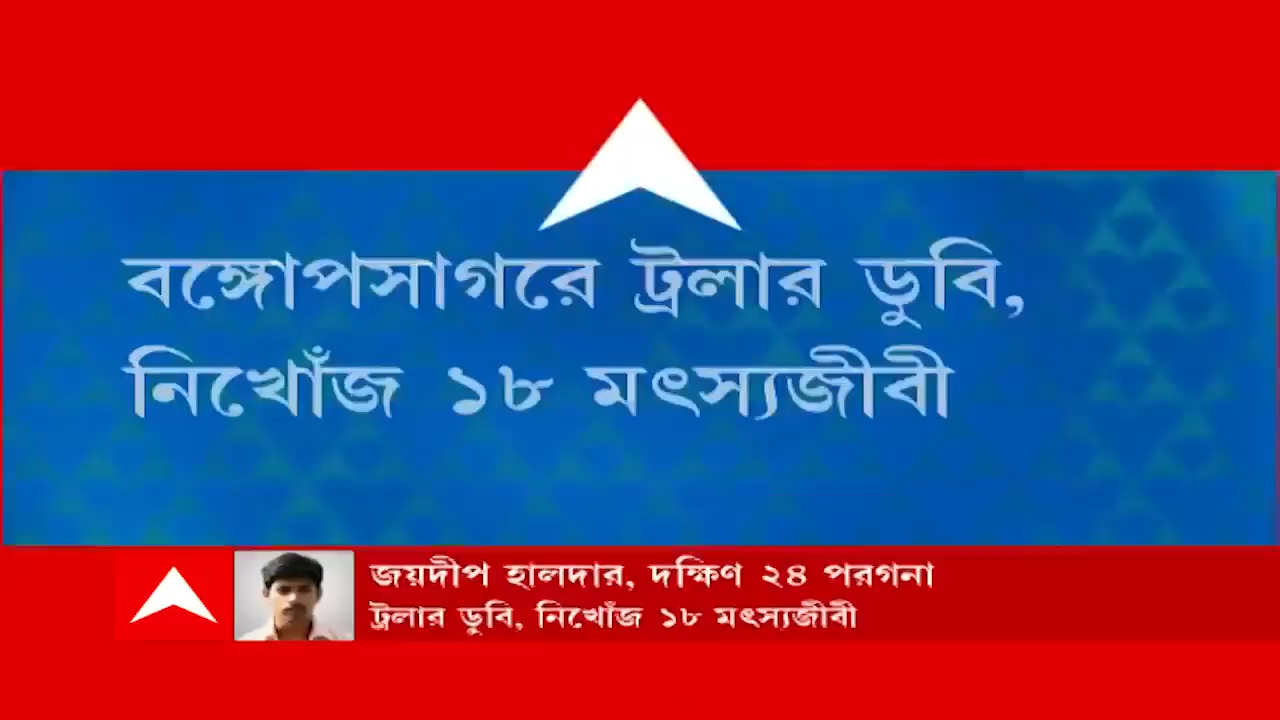 বঙ্গোপসাগরে ট্রলার ডুবি,
নিখোঁজ ১৮ মৎস্যজীবী
জয়দীপ হালদার, দক্ষিণ ২৪ পরগনা
ট্রলার ডুবি, নিখোঁজ ১৮ মৎস্যজীবী